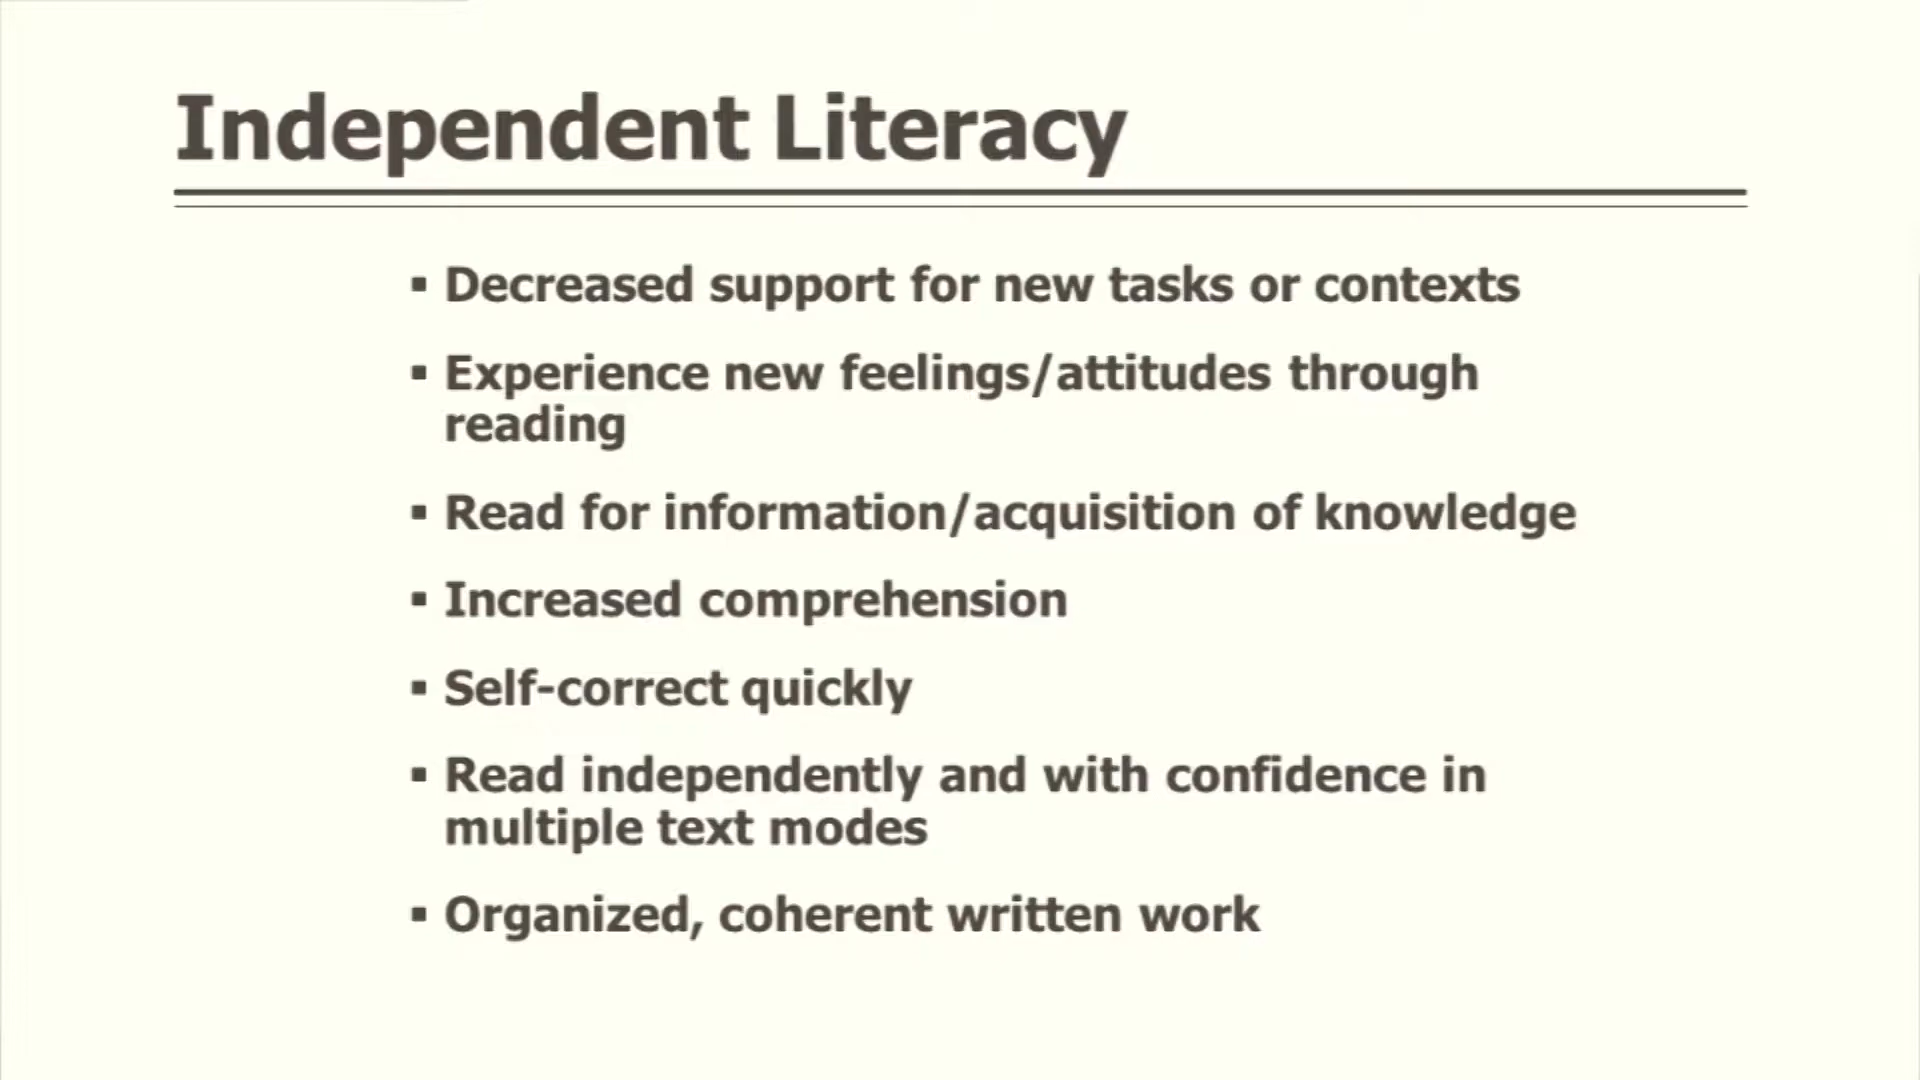 Independent Literacy
▪ Decreased support for new tasks or contexts
▪ Experience new feelings/attitudes through
reading
▪ Read for information/acquisition of knowledge
▪ Increased comprehension
▪ Self-correct quickly
▪ Read independently and with confidence in
multiple text modes
▪ Organized, coherent written work